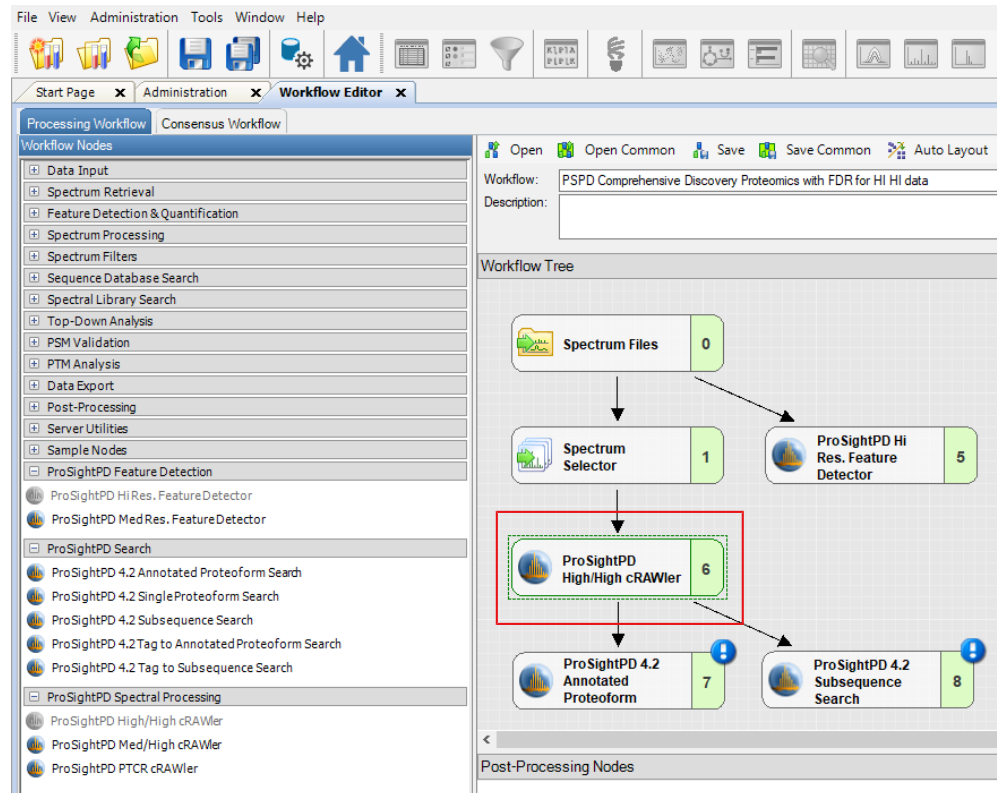 File View Administration Tools Window Help
Start Page x Administration x Workflow Editor x
Processing Workflow Consensus Workflow
Workflow Nodes
Data Input
Spectrum Retrieval
Feature Detection & Quantification
Spectrum Processing
Spectrum Filters
Sequence Database Search
Spectral Library Search
Top-Down Analysis
PSM Validation
PTM Analysis
Data Export
Post-Processing
Server Utilities
Sample Nodes
ProSightPD Feature Detection
ProSightPD Hi Res. Feature Detector
ProSightPD Med Res. Feature Detector
ProSightPD Search
ProSightPD 4.2 Annotated Proteoform Search
ProSightPD 4.2 Single Proteoform Search
ProSightPD 4.2 Subsequence Search
ProSightPD 4.2 Tag to Annotated Proteoform Search
ProSightPD 4.2 Tag to Subsequence Search
ProSightPD Spectral Processing
ProSightPD High/High cRAWler
ProSightPD Med/High cRAWler
ProSightPD PTCR cRAWler
Open Open Common Save Save Common Auto Layout
Workflow: PSPD Comprehensive Discovery Proteomics with FDR for HI HI data
Description:
Workflow Tree
Spectrum Files 0
Spectrum
Selector
1
ProSightPD Hi
Res. Feature
Detector
5
ProSightPD
High/High cRAWler
6
ProSightPD 4.2
Annotated
Proteoform
7
ProSightPD 4.2
Subsequence
Search
8
Post-Processing Nodes